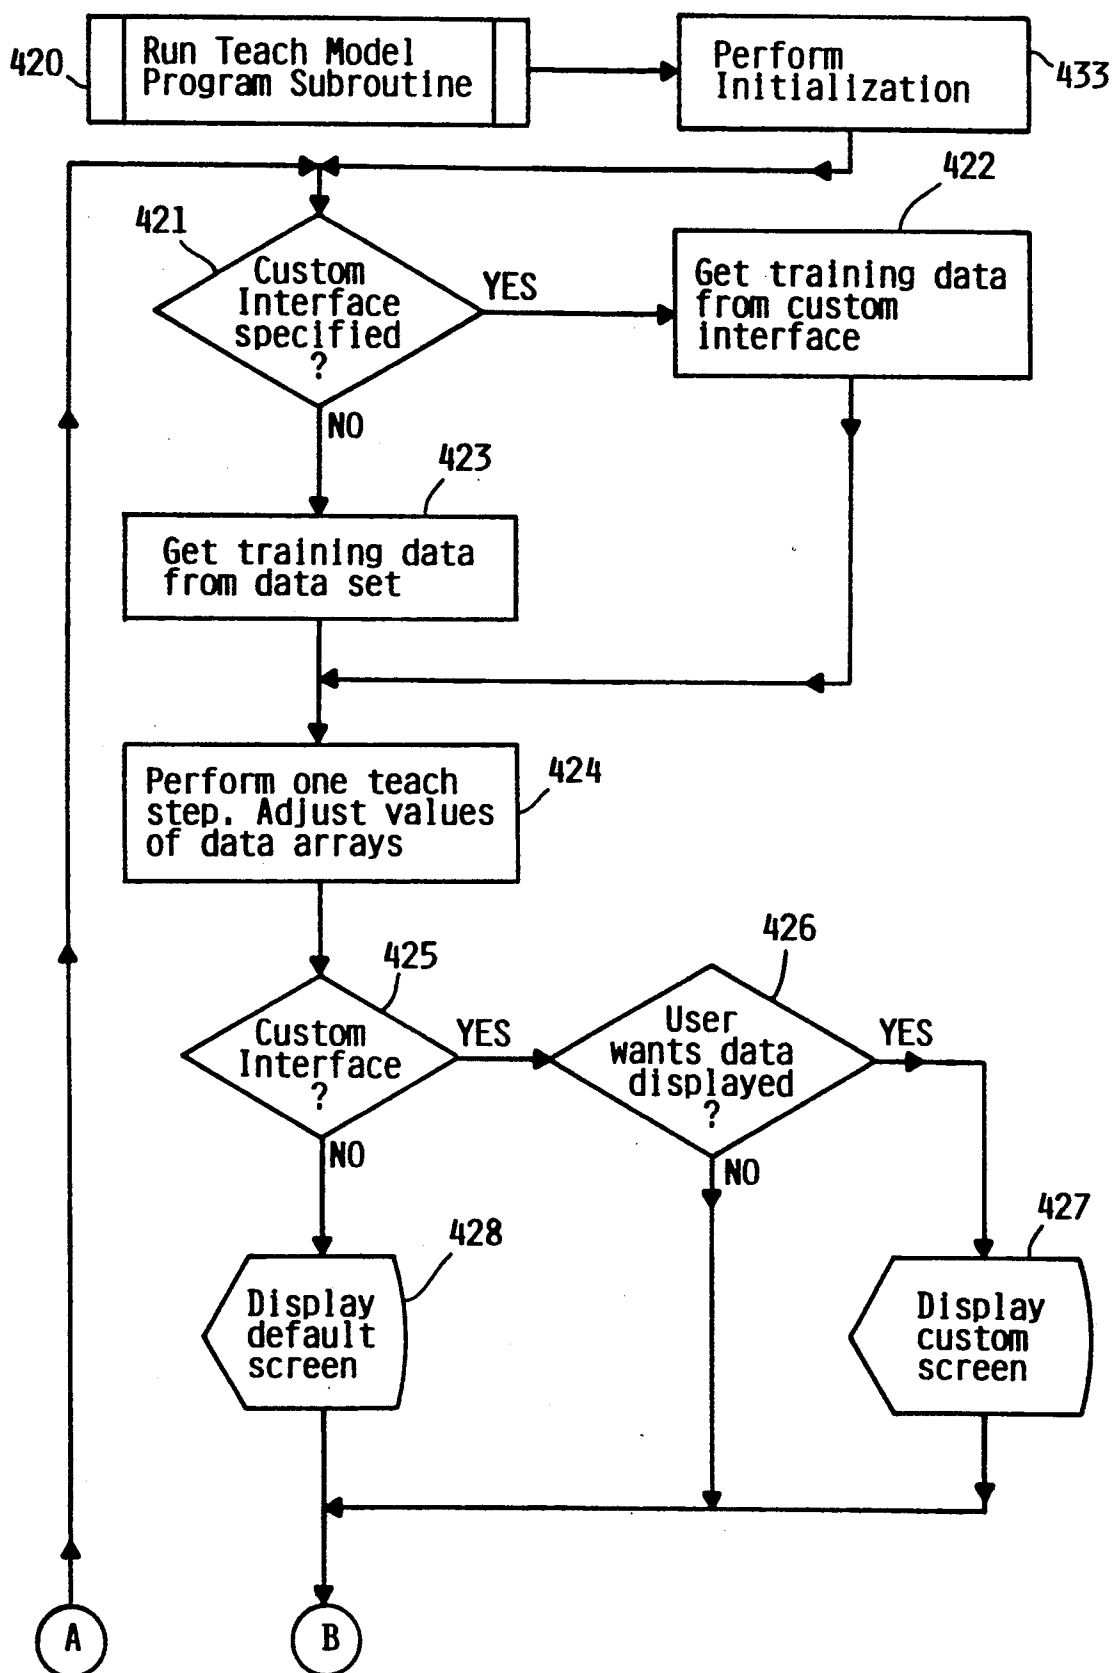 420
Run Teach Model
Program Subroutine
Perform
Initialization
433
421
Custom
Interface
specified
?
YES
422
Get training data
from custom
interface
NO
423
Get training data
from data set
Perform one teach
step. Adjust values
of data arrays
424
425
Custom
Interface
?
YES
426
User
wants data
displayed
?
YES
NO
NO
428
Display
default
screen
427
Display
custom
screen
A
B